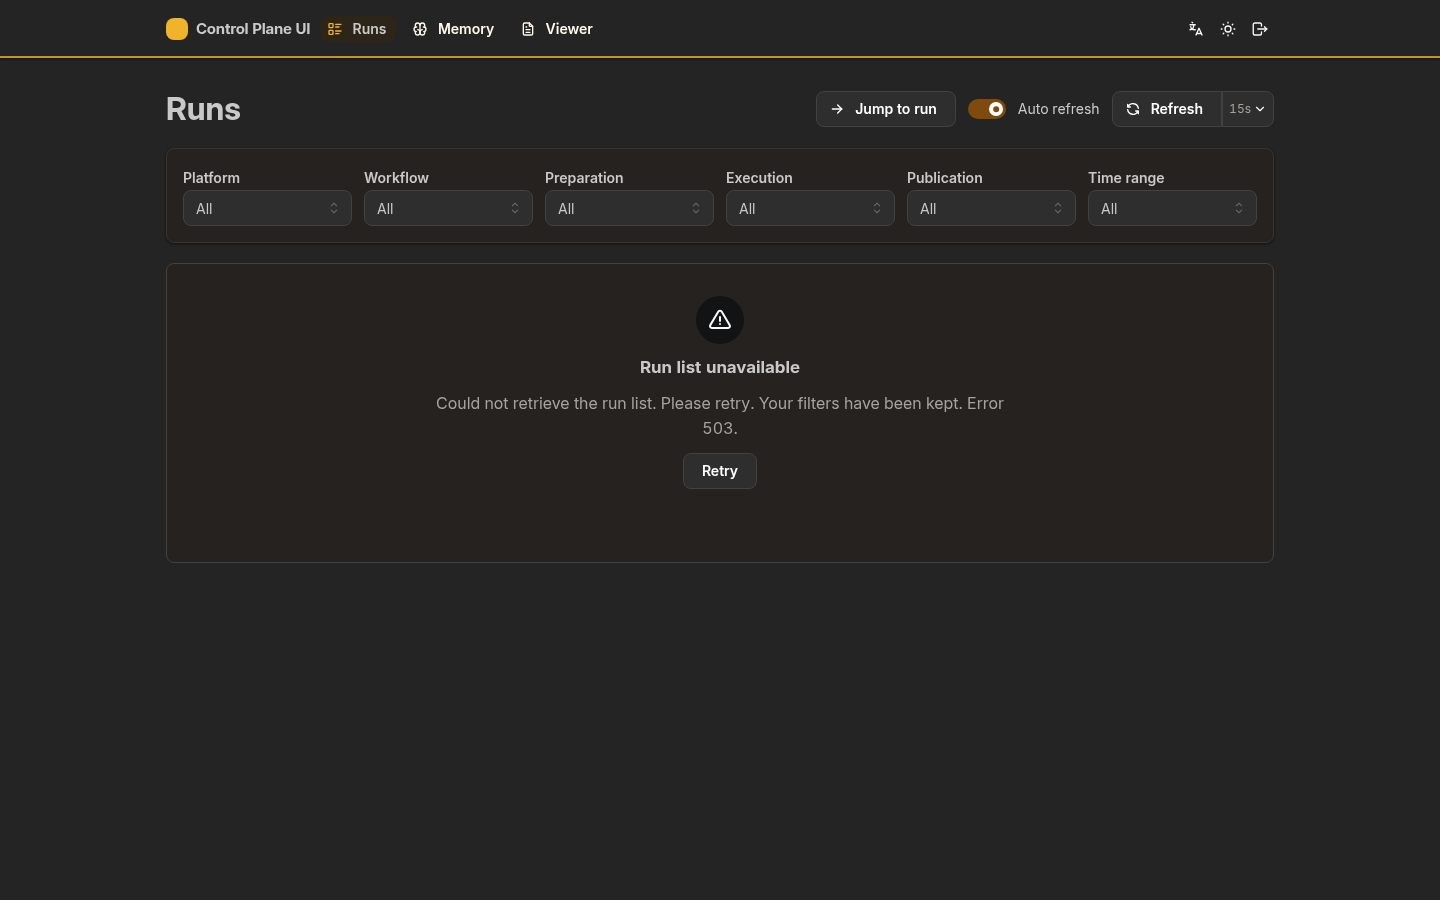 Control Plane UI
Runs
Memory
Viewer
Runs
Jump to run
Auto refresh
Refresh
15s
Platform
Workflow
Preparation
Execution
Publication
Time range
All
All
All
All
All
All
Run list unavailable
Could not retrieve the run list. Please retry. Your filters have been kept. Error
503.
Retry